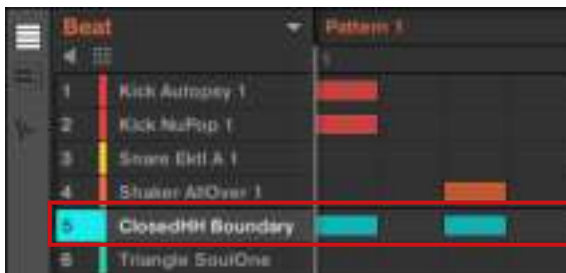 Beat
Pattern 1
1
1 Kick Autopsy 1
2 Kick NuPop 1
3 Snare Ektl A 1
4 Shaker AllOver 1
5 ClosedHH Boundary
6 Triangle SoulOne